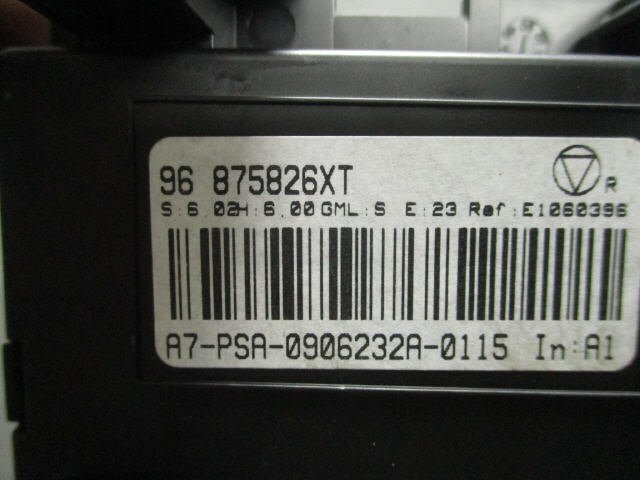 96 875826XT
R
S:6.02H:6.00GML:S E:23 Ref:E1060396
A7-PSA-0906232A-0115 In:A1